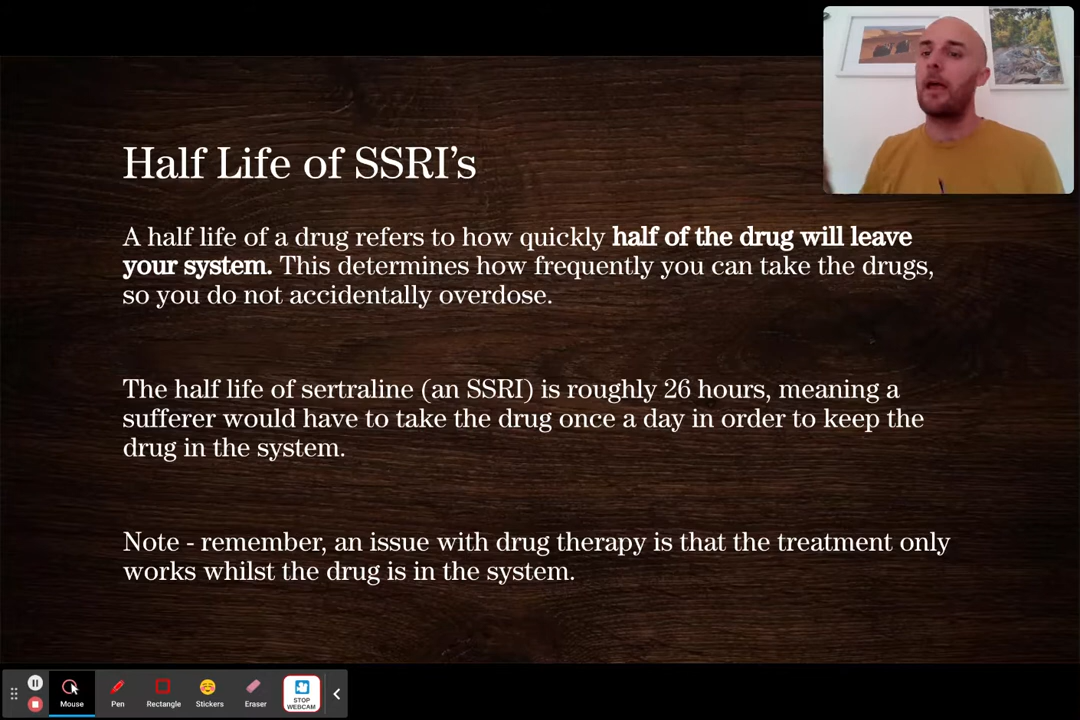 Half Life of SSRI’s
A half life of a drug refers to how quickly half of the drug will leave
your system. This determines how frequently you can take the drugs,
so you do not accidentally overdose.
The half life of sertraline (an SSRI) is roughly 26 hours, meaning a
sufferer would have to take the drug once a day in order to keep the
drug in the system.
Note - remember, an issue with drug therapy is that the treatment only
works whilst the drug is in the system.
Mouse
Pen
Rectangle
Stickers
Eraser
STOP
WEBCAM